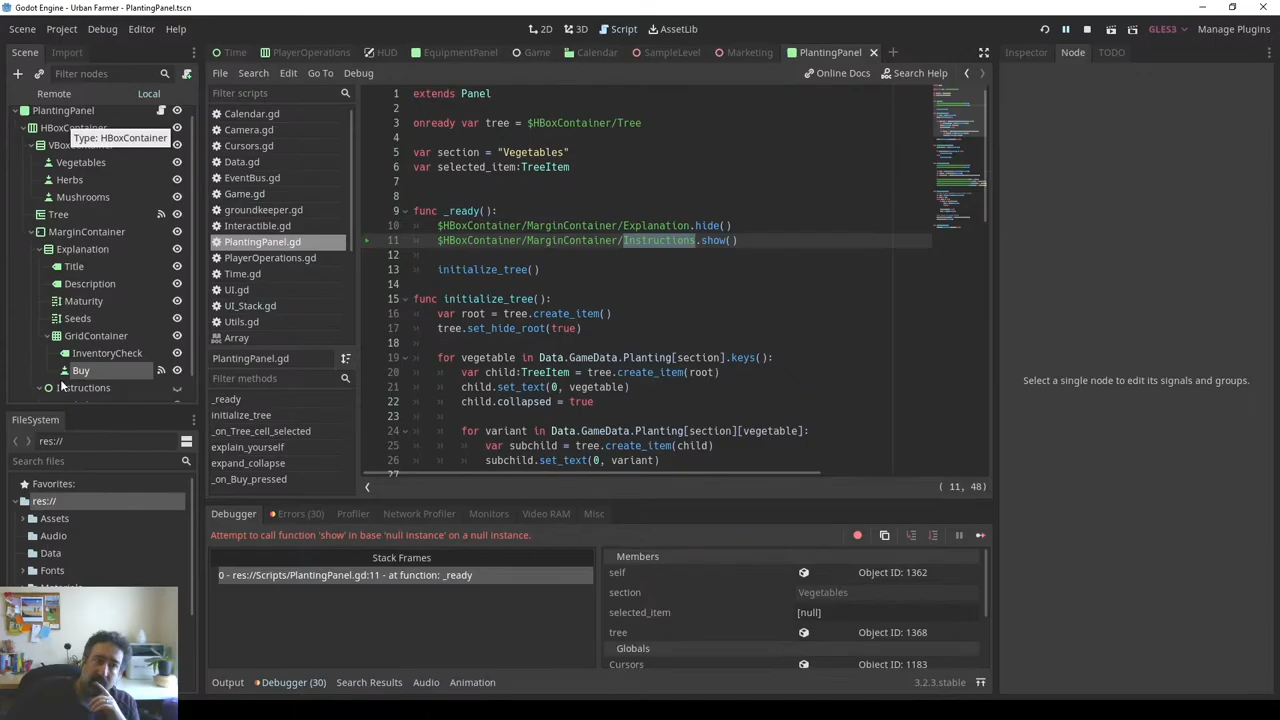 Godot Engine - Urban Farmer - PlantingPanel.tscn
Scene Project Debug Editor Help
2D 3D Script AssetLib
GLES3 Manage Plugins
Scene Import
Time PlayerOperations HUD EquipmentPanel Game Calendar SampleLevel Marketing PlantingPanel
Inspector Node TODO
Filter nodes
File Search Edit Go To Debug
Online Docs Search Help
Remote Local
Filter scripts
PlantingPanel
HBoxContainer
Type: HBoxContainer
Vegetables
Herbs
Mushrooms
Tree
MarginContainer
Explanation
Title
Description
Maturity
Seeds
GridContainer
InventoryCheck
Buy
Instructions
Calendar.gd
Camera.gd
Cursors.gd
Data.gd
EventBus.gd
Game.gd
groundkeeper.gd
Interactible.gd
PlantingPanel.gd
PlayerOperations.gd
Time.gd
UI.gd
UI_Stack.gd
Utils.gd
Array
PlantingPanel.gd
Filter methods
_ready
initialize_tree
_on_Tree_cell_selected
explain_yourself
expand_collapse
_on_Buy_pressed
1 extends Panel
2
3 onready var tree = $HBoxContainer/Tree
4
5 var section = "Vegetables"
6 var selected_item:TreeItem
7
8
9 func _ready():
10 $HBoxContainer/MarginContainer/Explanation.hide()
11 $HBoxContainer/MarginContainer/Instructions.show()
12
13 initialize_tree()
14
15 func initialize_tree():
16 var root = tree.create_item()
17 tree.set_hide_root(true)
18
19 for vegetable in Data.GameData.Planting[section].keys():
20 var child:TreeItem = tree.create_item(root)
21 child.set_text(0, vegetable)
22 child.collapsed = true
23
24 for variant in Data.GameData.Planting[section][vegetable]:
25 var subchild = tree.create_item(child)
26 subchild.set_text(0, variant)
27
( 11, 48)
Select a single node to edit its signals and groups.
FileSystem
res://
Search files
Favorites:
res://
Assets
Audio
Data
Fonts
Debugger Errors (30) Profiler Network Profiler Monitors Video RAM Misc
Attempt to call function 'show' in base 'null instance' on a null instance.
Stack Frames
0 - res://Scripts/PlantingPanel.gd:11 - at function: _ready
Members
self Object ID: 1362
section Vegetables
selected_item [null]
tree Object ID: 1368
Globals
Cursors Object ID: 1183
Output Debugger (30) Search Results Audio Animation
3.2.3.stable